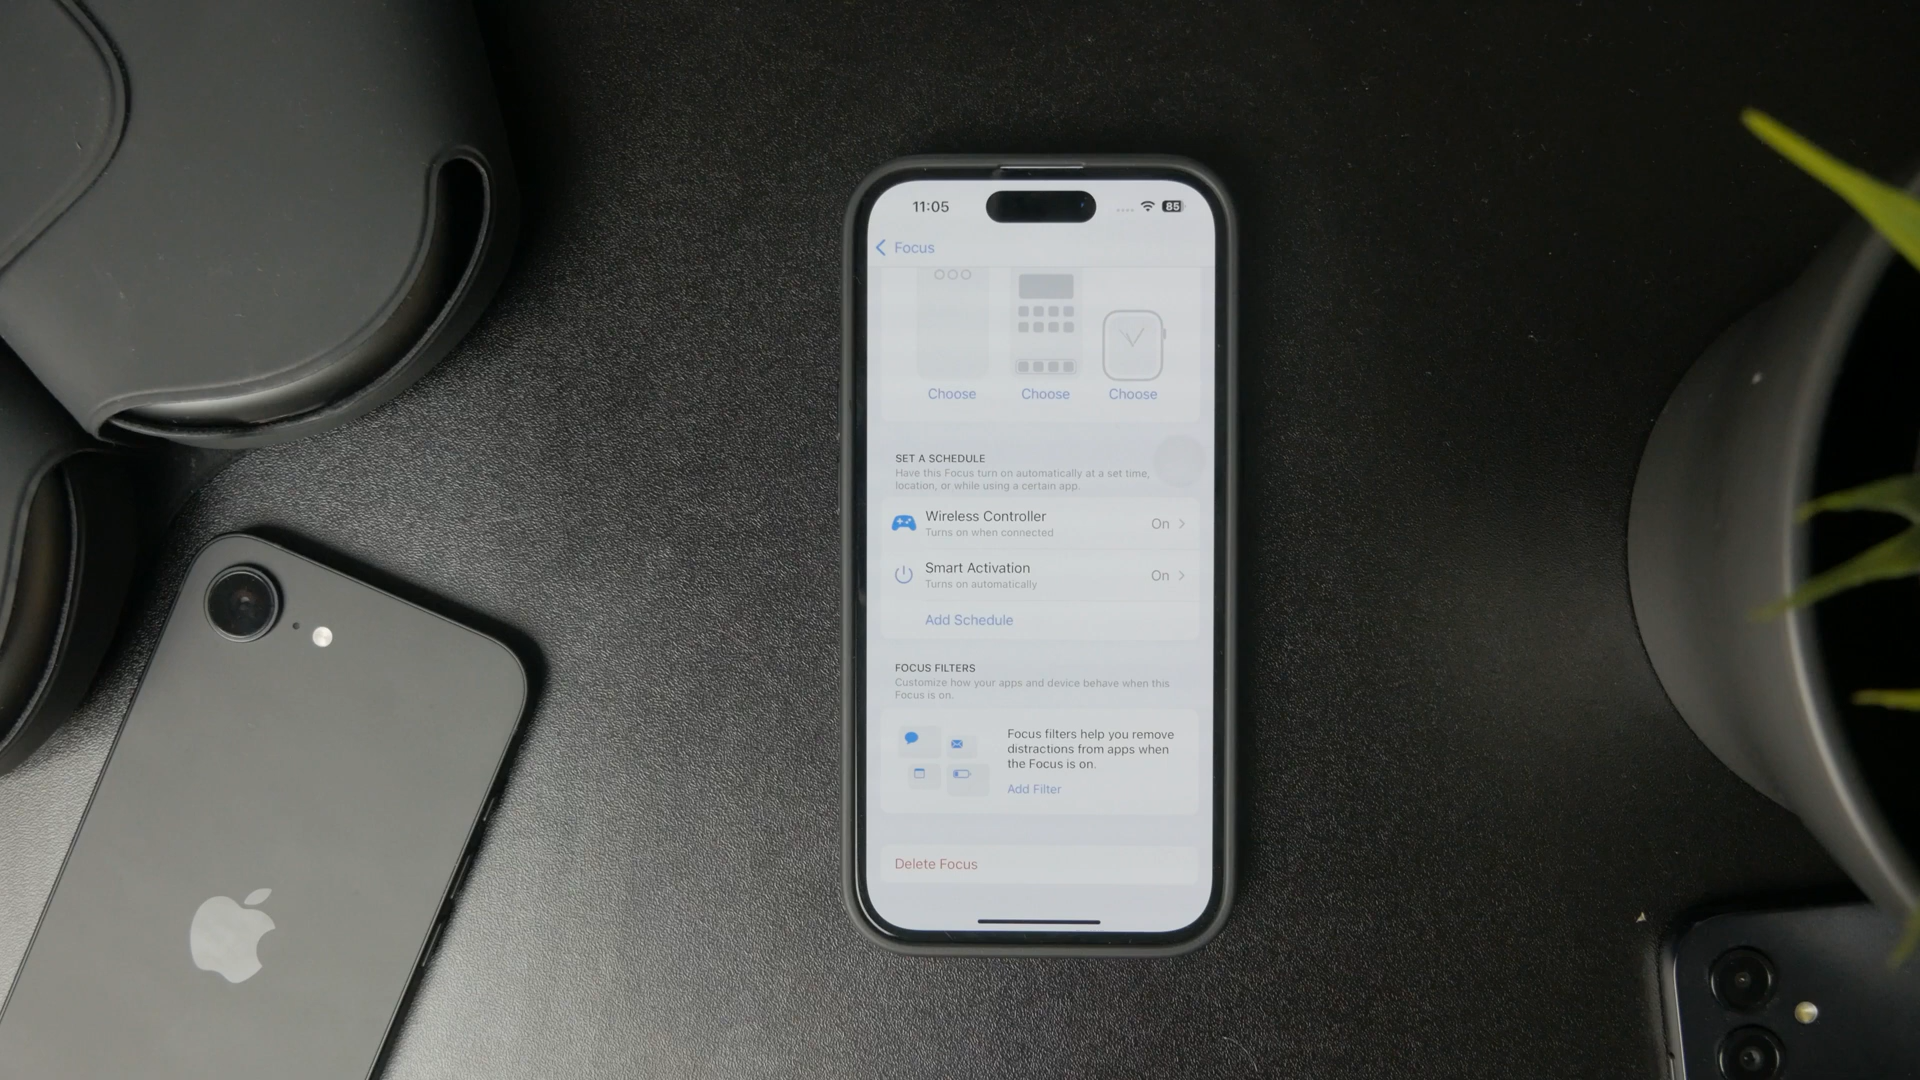 11:05
85
Focus
Choose
Choose
Choose
SET A SCHEDULE
Have this Focus turn on automatically at a set time,
location, or while using a certain app.
Wireless Controller
On
Turns on when connected
Smart Activation
On
Turns on automatically
Add Schedule
FOCUS FILTERS
Customize how your apps and device behave when this
Focus is on.
Focus filters help you remove
distractions from apps when
the Focus is on.
Add Filter
Delete Focus